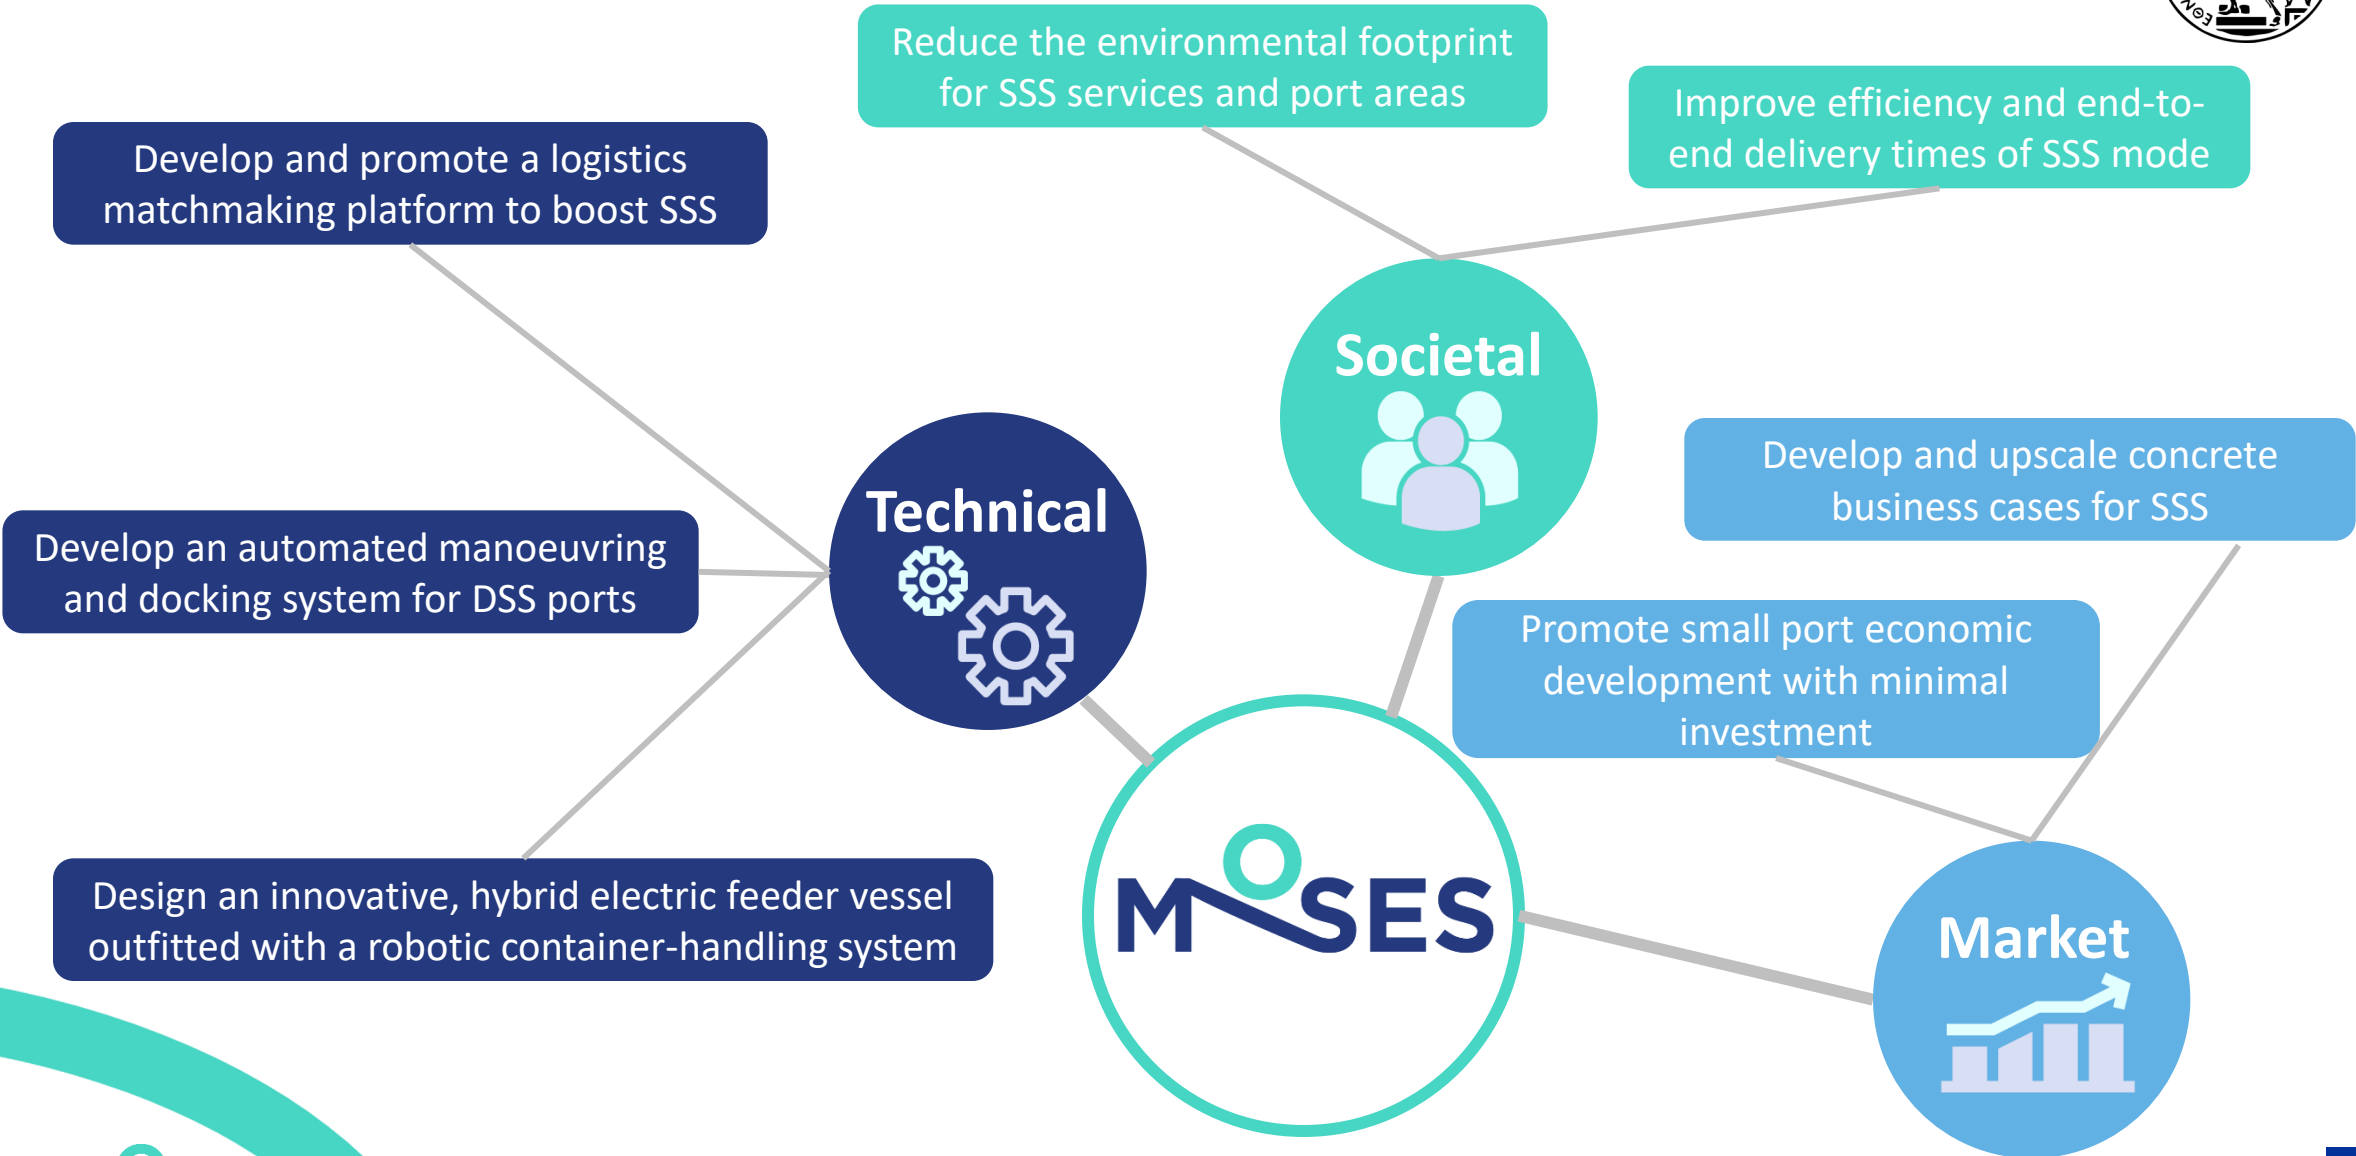 Reduce the environmental footprint
for SSS services and port areas
Improve efficiency and end-to-
end delivery times of SSS mode
Develop and promote a logistics
matchmaking platform to boost SSS
Societal
Develop and upscale concrete
business cases for SSS
Technical
Develop an automated manoeuvring
and docking system for DSS ports
Promote small port economic
development with minimal
investment
Design an innovative, hybrid electric feeder vessel
outfitted with a robotic container-handling system
MOSES
Market